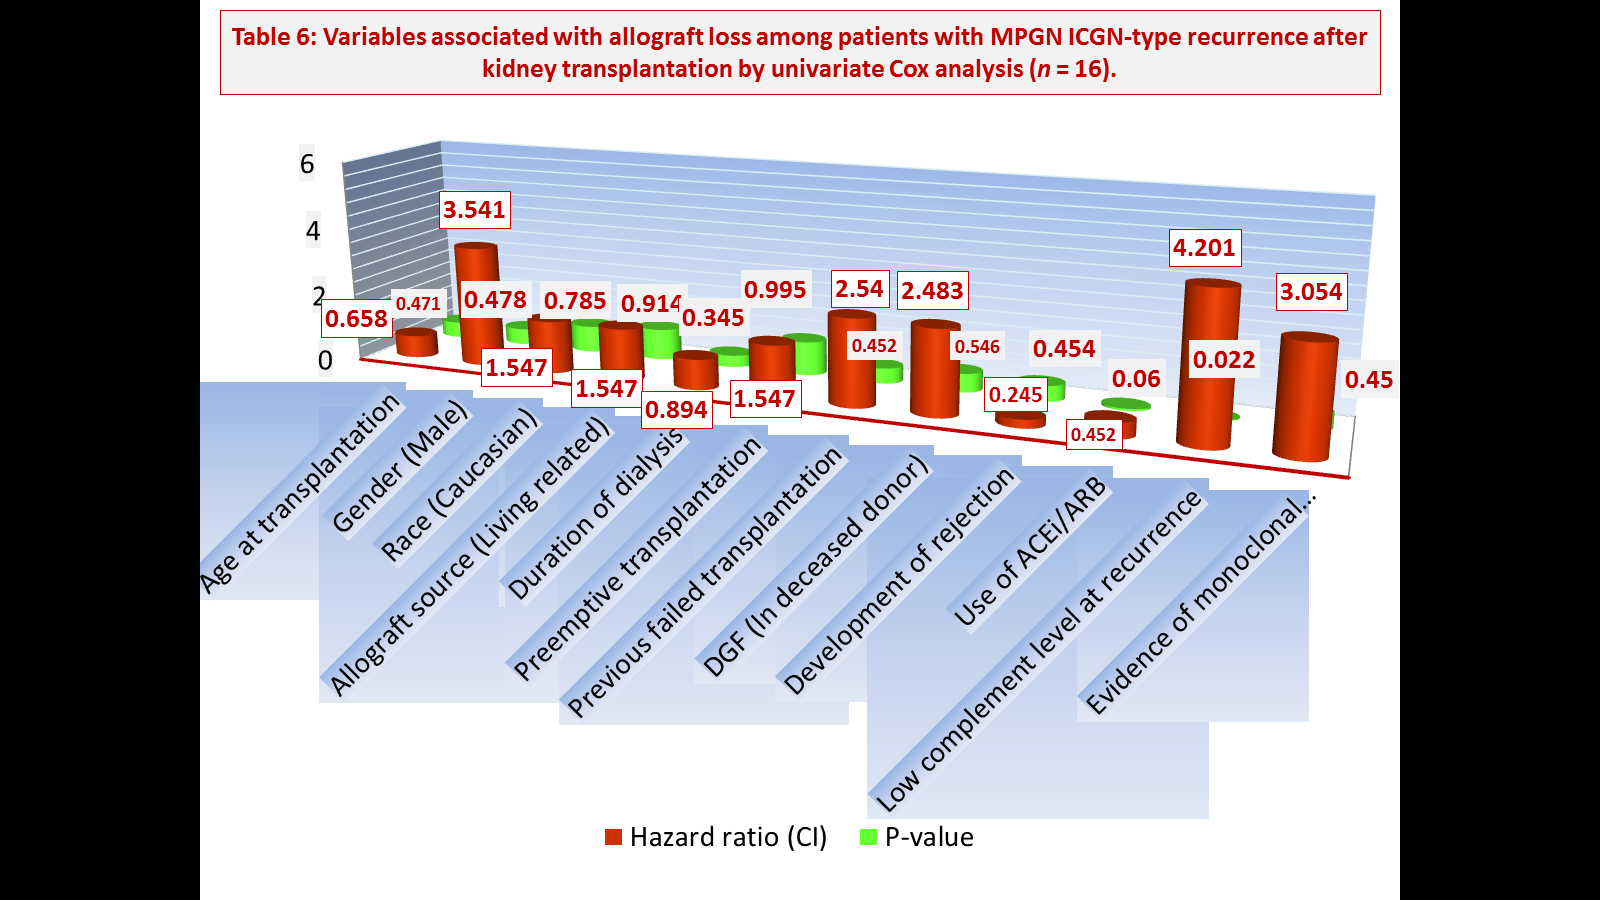 Table 6: Variables associated with allograft loss among patients with MPGN ICGN-type recurrence after
kidney transplantation by univariate Cox analysis (n = 16).
6
4
2
0
0.658
3.541
1.547
1.547
0.894
1.547
2.54
2.483
0.245
0.452
4.201
3.054
0.471
0.478
0.785
0.914
0.345
0.995
0.452
0.546
0.454
0.06
0.022
0.45
Age at transplantation
Gender (Male)
Race (Caucasian)
Allograft source (Living related)
Duration of dialysis
Preemptive transplantation
Previous failed transplantation
DGF (In deceased donor)
Development of rejection
Use of ACEi/ARB
Low complement level at recurrence
Evidence of monoclonal...
Hazard ratio (CI)
P-value